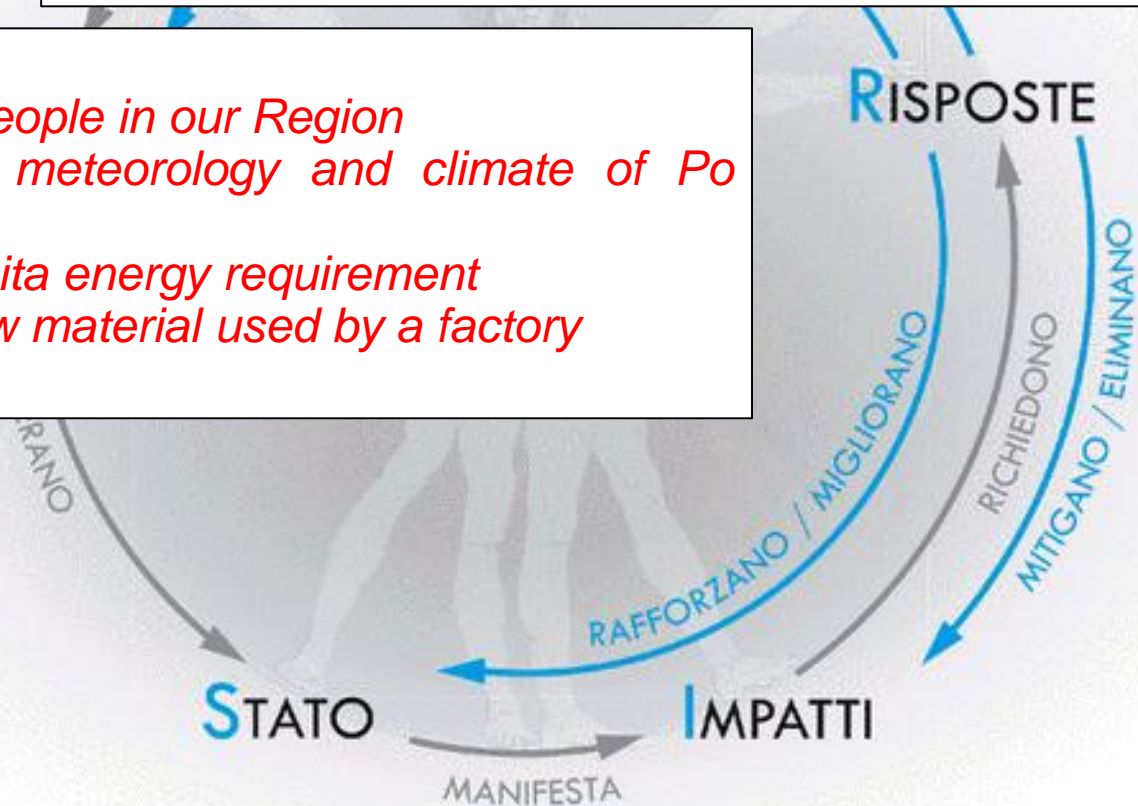 eople in our Region
meteorology and climate of Po
ita energy requirement
w material used by a factory
RISPOSTE
RAFFORZANO / MIGLIORANO
RICHIEDONO
MITIGANO / ELIMINANO
RANO
STATO
IMPATTI
MANIFESTA